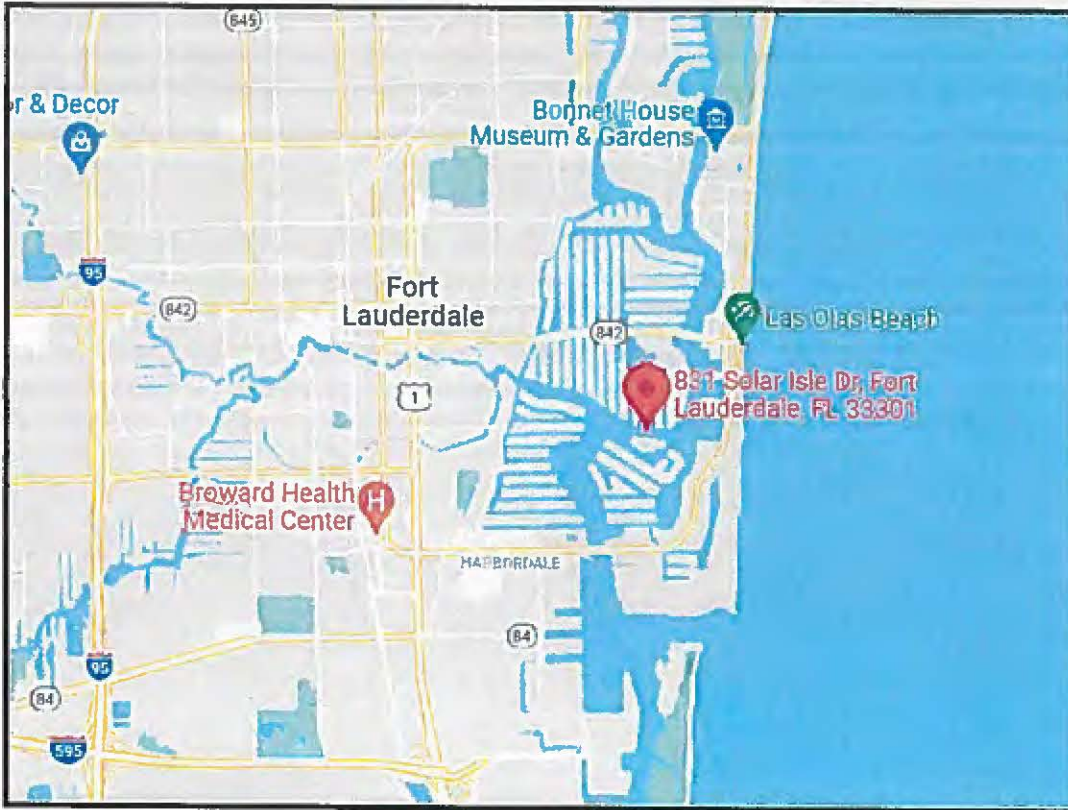 845
r & Decor
Bonnet House
Museum & Gardens
95
842
Fort
Lauderdale
842
Las Olas Beach
1
831 Solar Isle Dr, Fort
Lauderdale, FL 33301
Broward Health
Medical Center
H
HARBORDALE
84
95
84
595